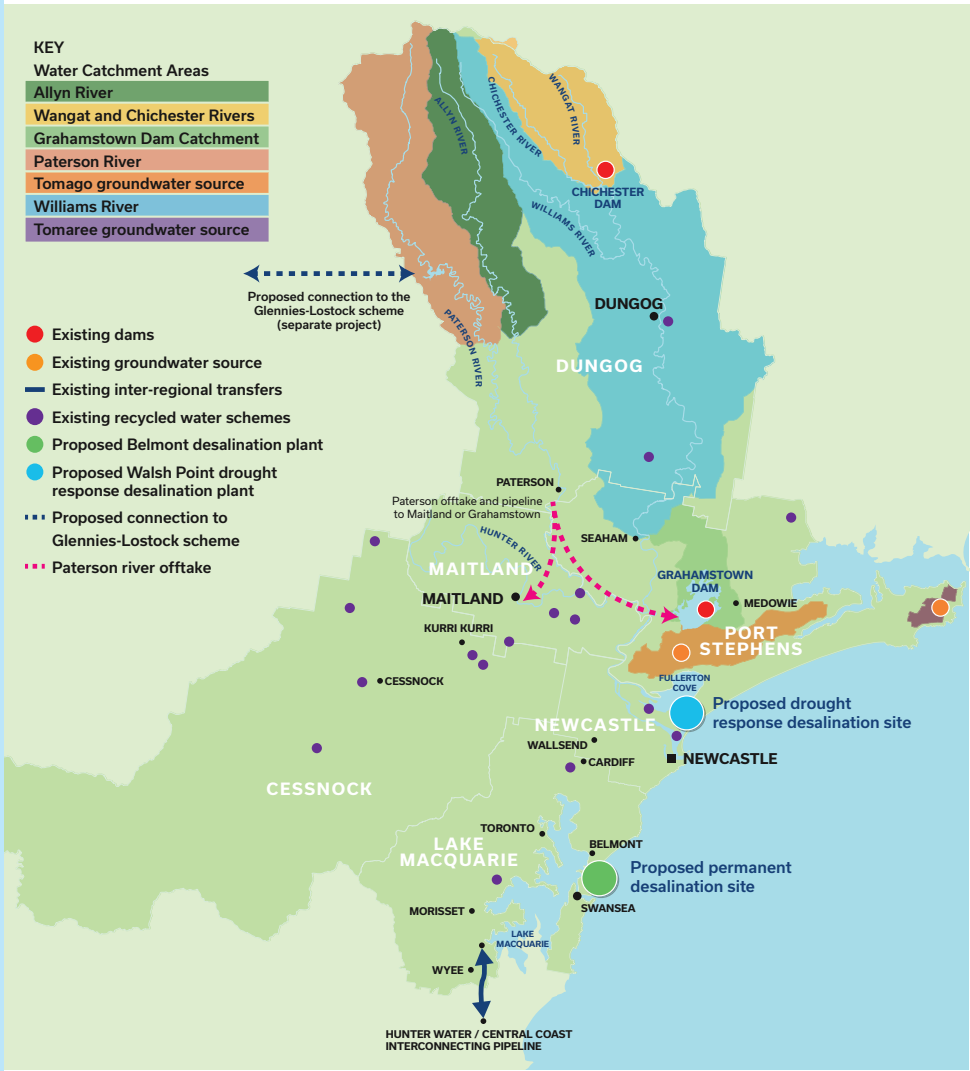 KEY
Water Catchment Areas
Allyn River
Wangat and Chichester Rivers
Grahamstown Dam Catchment
Paterson River
Tomago groundwater source
Williams River
Tomaree groundwater source
Proposed connection to the
Glennies-Lostock scheme
(separate project)
Existing dams
Existing groundwater source
Existing inter-regional transfers
Existing recycled water schemes
Proposed Belmont desalination plant
Proposed Walsh Point drought
response desalination plant
Proposed connection to
Glennies-Lostock scheme
Paterson river offtake
ALLYN RIVER
CHICHESTER RIVER
WANGAT RIVER
CHICHESTER
DAM
WILLIAMS RIVER
PATERSON RIVER
DUNGOG
DUNGOG
PATERSON
Paterson offtake and pipeline
to Maitland or Grahamstown
HUNTER RIVER
SEAHAM
MAITLAND
MAITLAND
GRAHAMSTOWN
DAM
MEDOWIE
KURRI KURRI
PORT
STEPHENS
CESSNOCK
FULLERTON
COVE
Proposed drought
response desalination site
NEWCASTLE
WALLSEND
CARDIFF
NEWCASTLE
CESSNOCK
TORONTO
LAKE
MACQUARIE
BELMONT
Proposed permanent
desalination site
SWANSEA
MORISSET
LAKE
MACQUARIE
WYEE
HUNTER WATER / CENTRAL COAST
INTERCONNECTING PIPELINE